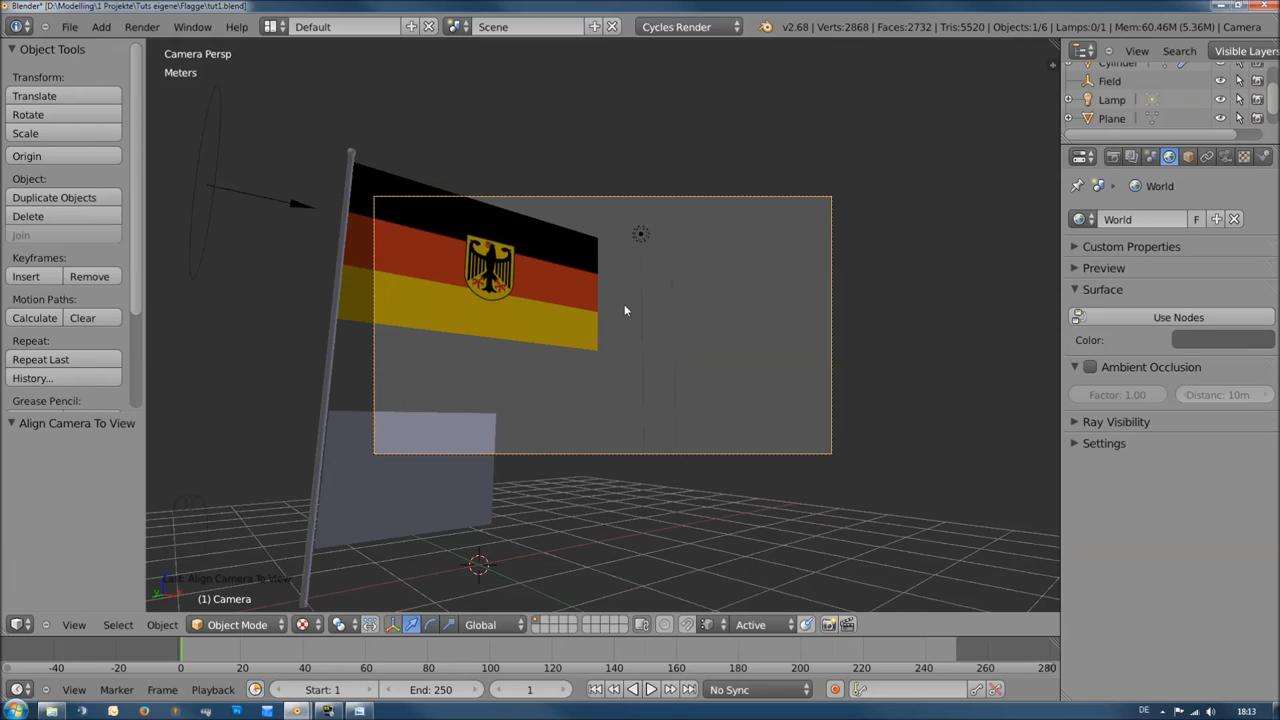 Blender* [D:\Modelling\1 Projekte\Tuts eigene\Flagge\tut1.blend]
File Add Render Window Help Default Scene Cycles Render v2.68 | Verts:2868 | Faces:2732 | Tris:5520 | Objects:1/6 | Lamps:0/1 | Mem:60.46M (5.36M) | Camera
Object Tools
Transform:
Translate
Rotate
Scale
Origin
Object:
Duplicate Objects
Delete
Join
Keyframes:
Insert Remove
Motion Paths:
Calculate Clear
Repeat:
Repeat Last
History...
Grease Pencil:
Align Camera To View
Camera Persp
Meters
Last: Align Camera To View
(1) Camera
View Select Object Object Mode Global Active
View Search Visible Layers
Cylinder
Field
Lamp
Plane
World
World F
Custom Properties
Preview
Surface
Use Nodes
Color:
Ambient Occlusion
Factor: 1.00 Distanc: 10m
Ray Visibility
Settings
-40 -20 0 20 40 60 80 100 120 140 160 180 200 210 220 240 260 280
View Marker Frame Playback Start: 1 End: 250 1 No Sync
DE 18:13